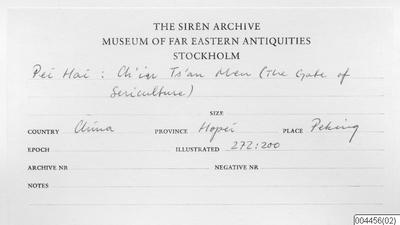 THE SIRÉN ARCHIVE
MUSEUM OF FAR EASTERN ANTIQUITIES
STOCKHOLM
Pei Hai : Ch'in Ts'an Men (The Gate of
Sericulture)
SIZE
COUNTRY China PROVINCE Hopei PLACE Peking
EPOCH ILLUSTRATED 272:200
ARCHIVE NR NEGATIVE NR
NOTES
004456(02)